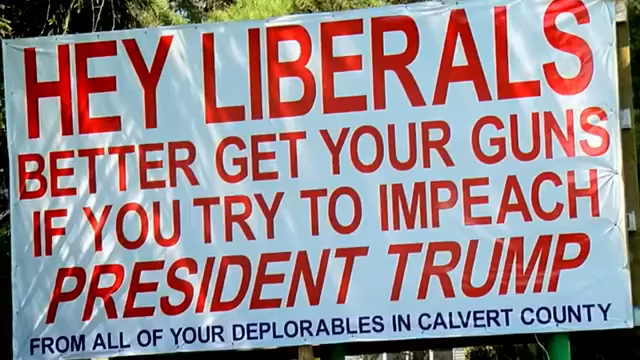 HEY LIBERALS
BETTER GET YOUR GUNS
IF YOU TRY TO IMPEACH
PRESIDENT TRUMP
FROM ALL OF YOUR DEPLORABLES IN CALVERT COUNTY